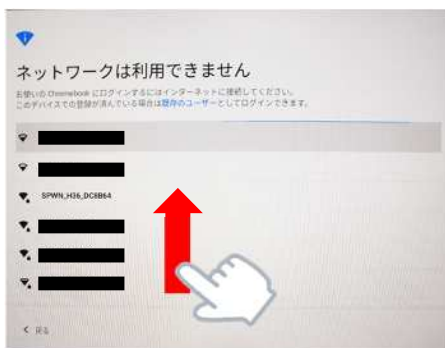 ネットワークは利用できません
お使いの Chromebook にログインするにはインターネットに接続してください。
このデバイスでの登録が済んでいる場合は既存のユーザーとしてログインできます。
SPWN_H36_DC8B64
戻る